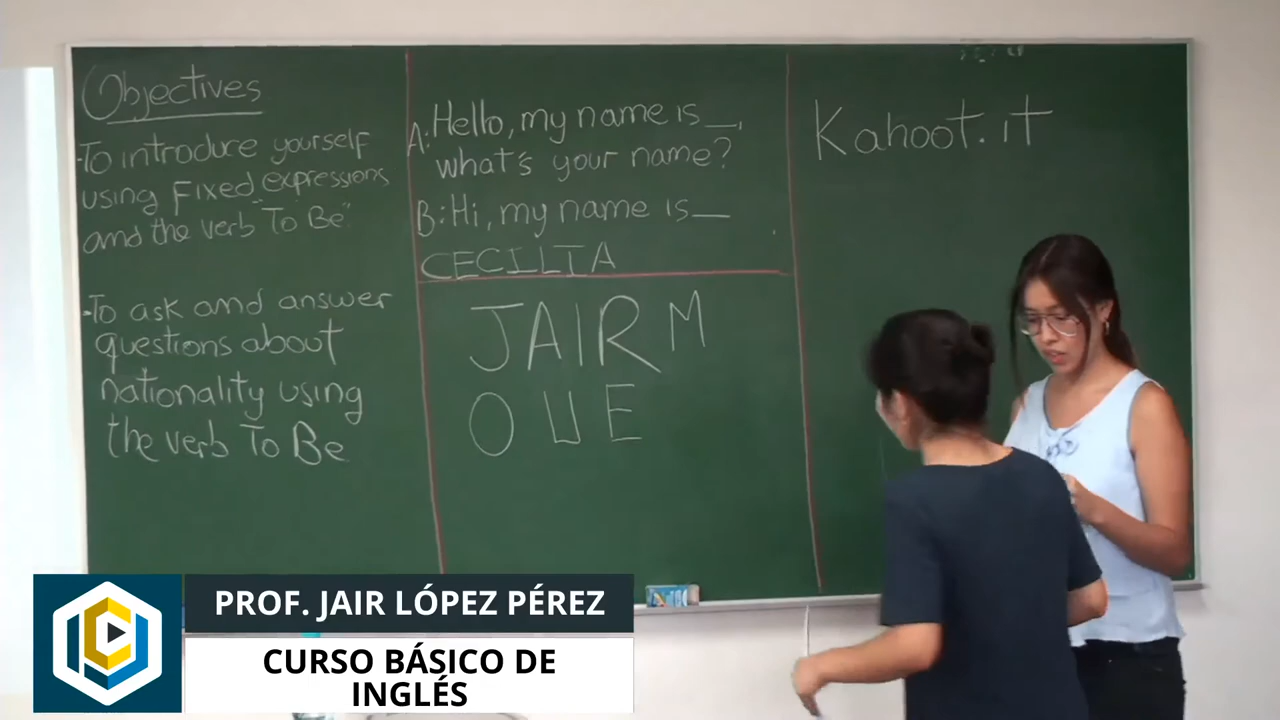 Objectives
-To introduce yourself
using Fixed expressions
and the verb "To Be"
-To ask and answer
questions about
nationality using
the verb To Be
A: Hello, my name is __,
what's your name?
B: Hi, my name is __
CECILIA
JAIR M
O U E
Kahoot.it
PROF. JAIR LÓPEZ PÉREZ
CURSO BÁSICO DE
INGLÉS